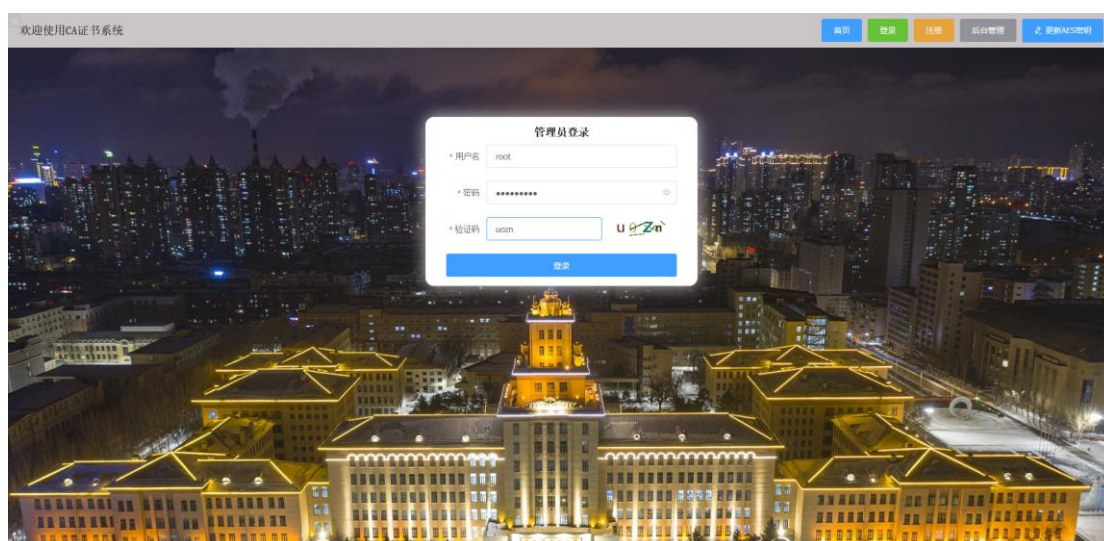 欢迎使用CA证书系统
首页 登录 注册 后台管理 更新AES密钥
管理员登录
* 用户名 root
* 密码 •••••••••
* 验证码 uozn u0Zn
登录